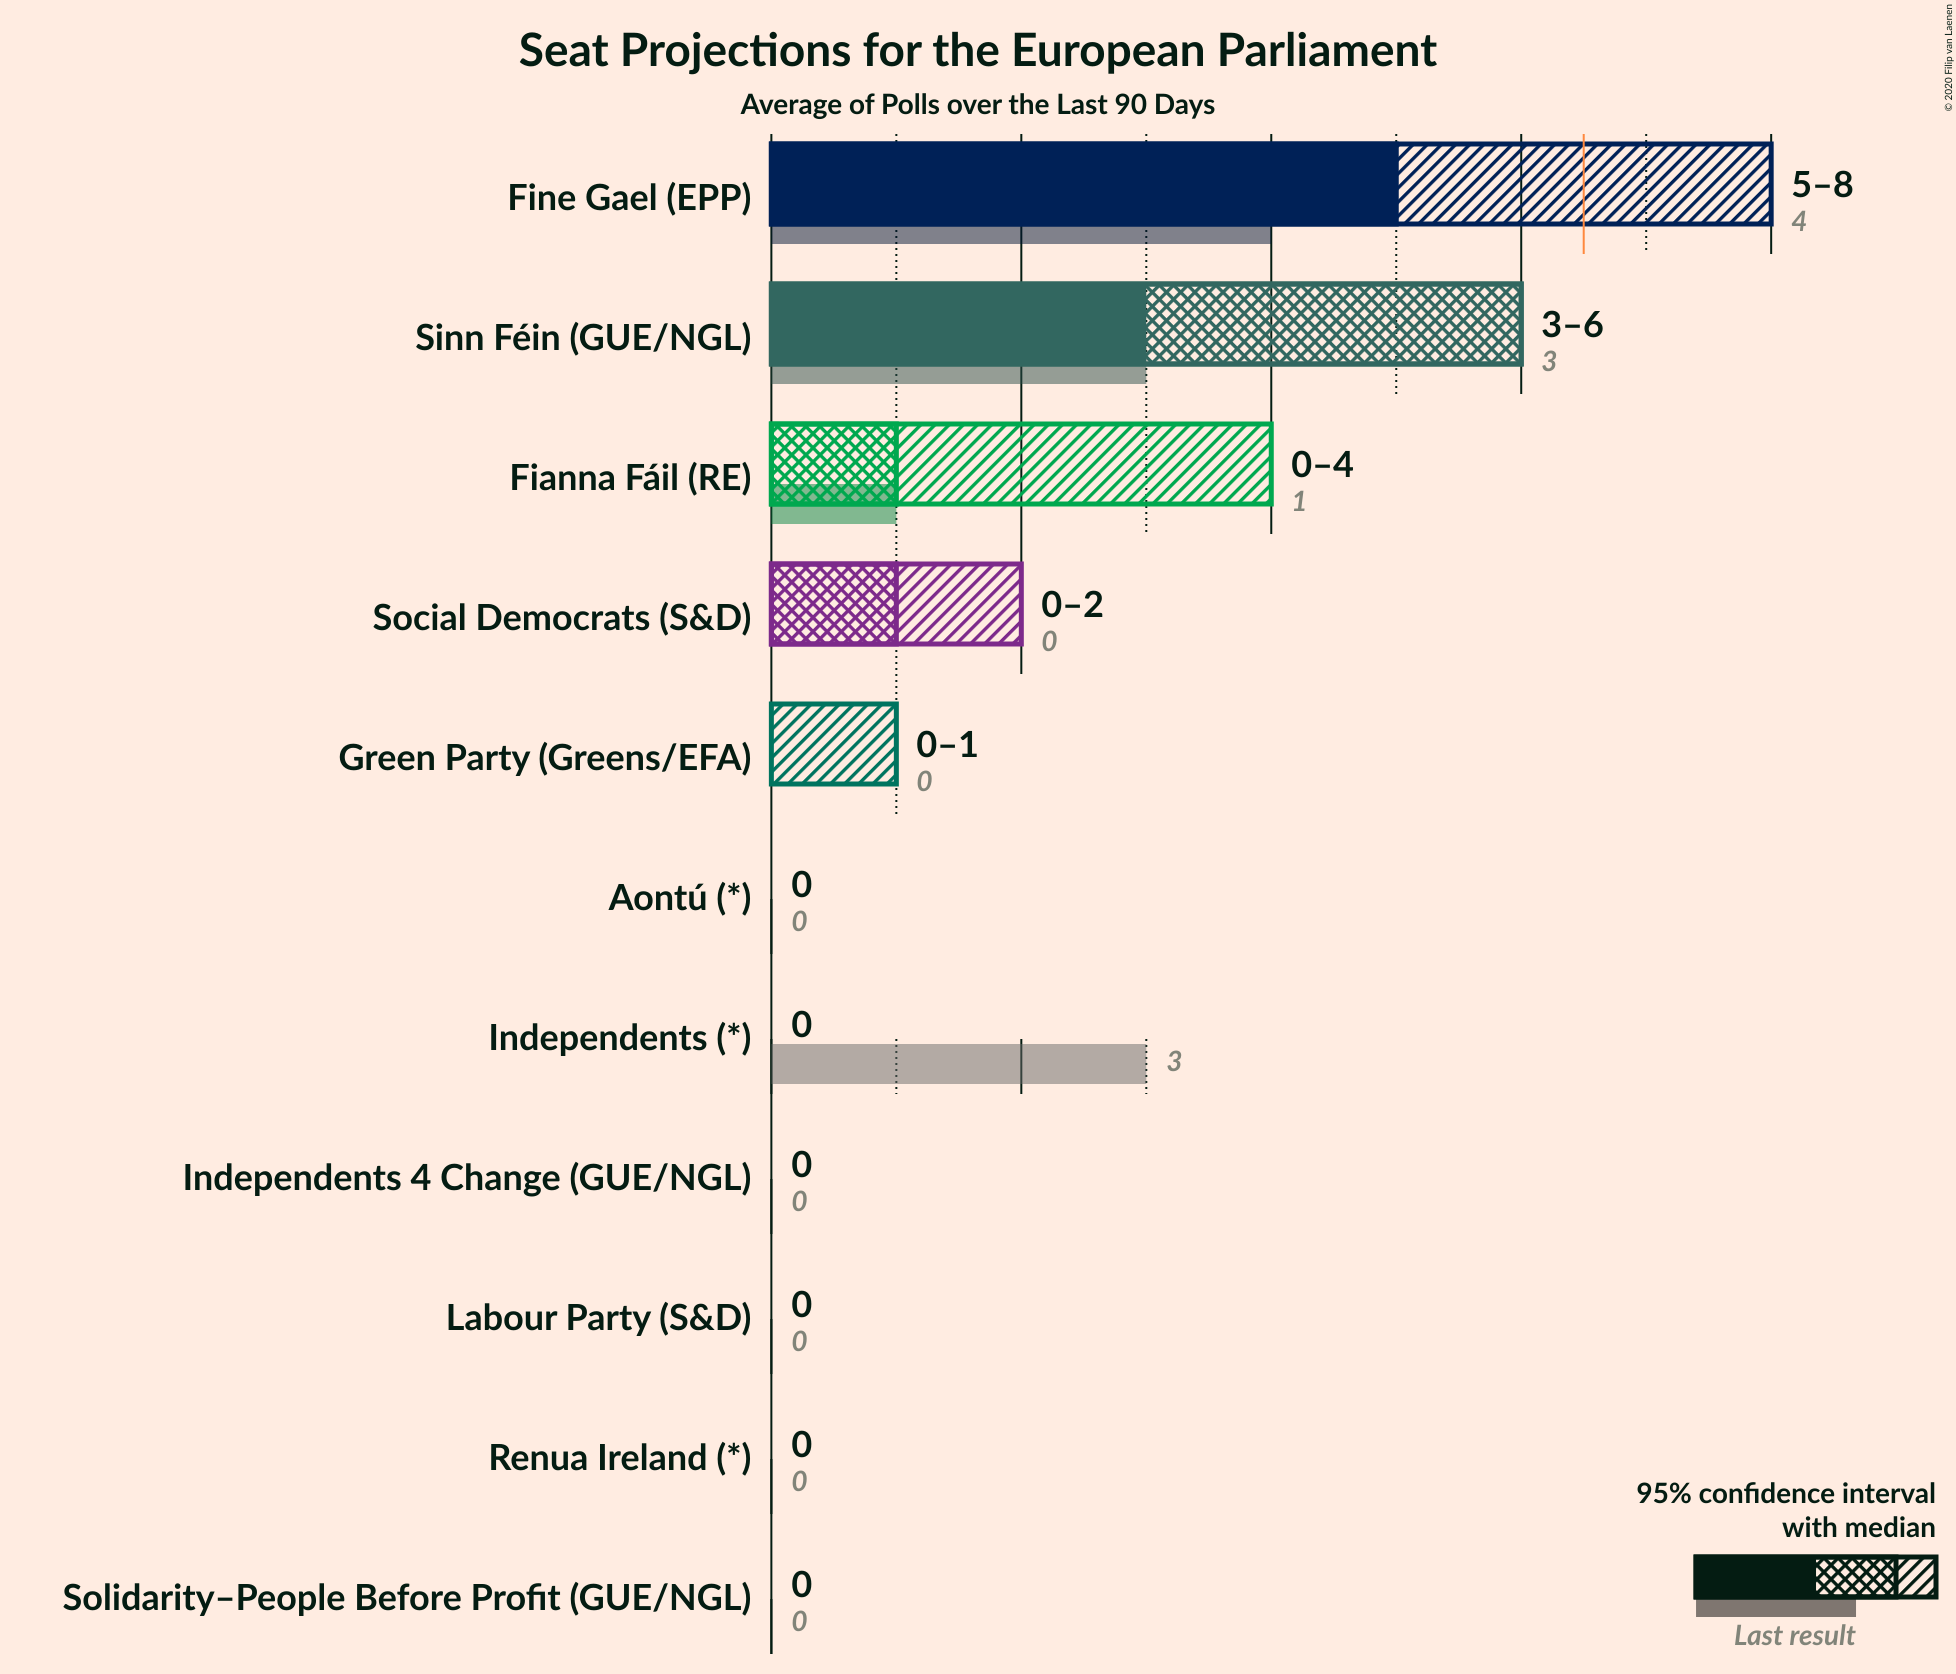 Seat Projections for the European Parliament
Average of Polls over the Last 90 Days
© 2020 Filip van Laenen
Fine Gael (EPP)
5–8
4
Sinn Féin (GUE/NGL)
3–6
3
Fianna Fáil (RE)
0–4
1
Social Democrats (S&D)
0–2
0
Green Party (Greens/EFA)
0–1
0
Aontú (*)
0
0
Independents (*)
0
3
Independents 4 Change (GUE/NGL)
0
0
Labour Party (S&D)
0
0
Renua Ireland (*)
0
0
Solidarity–People Before Profit (GUE/NGL)
0
0
95% confidence interval
with median
Last result